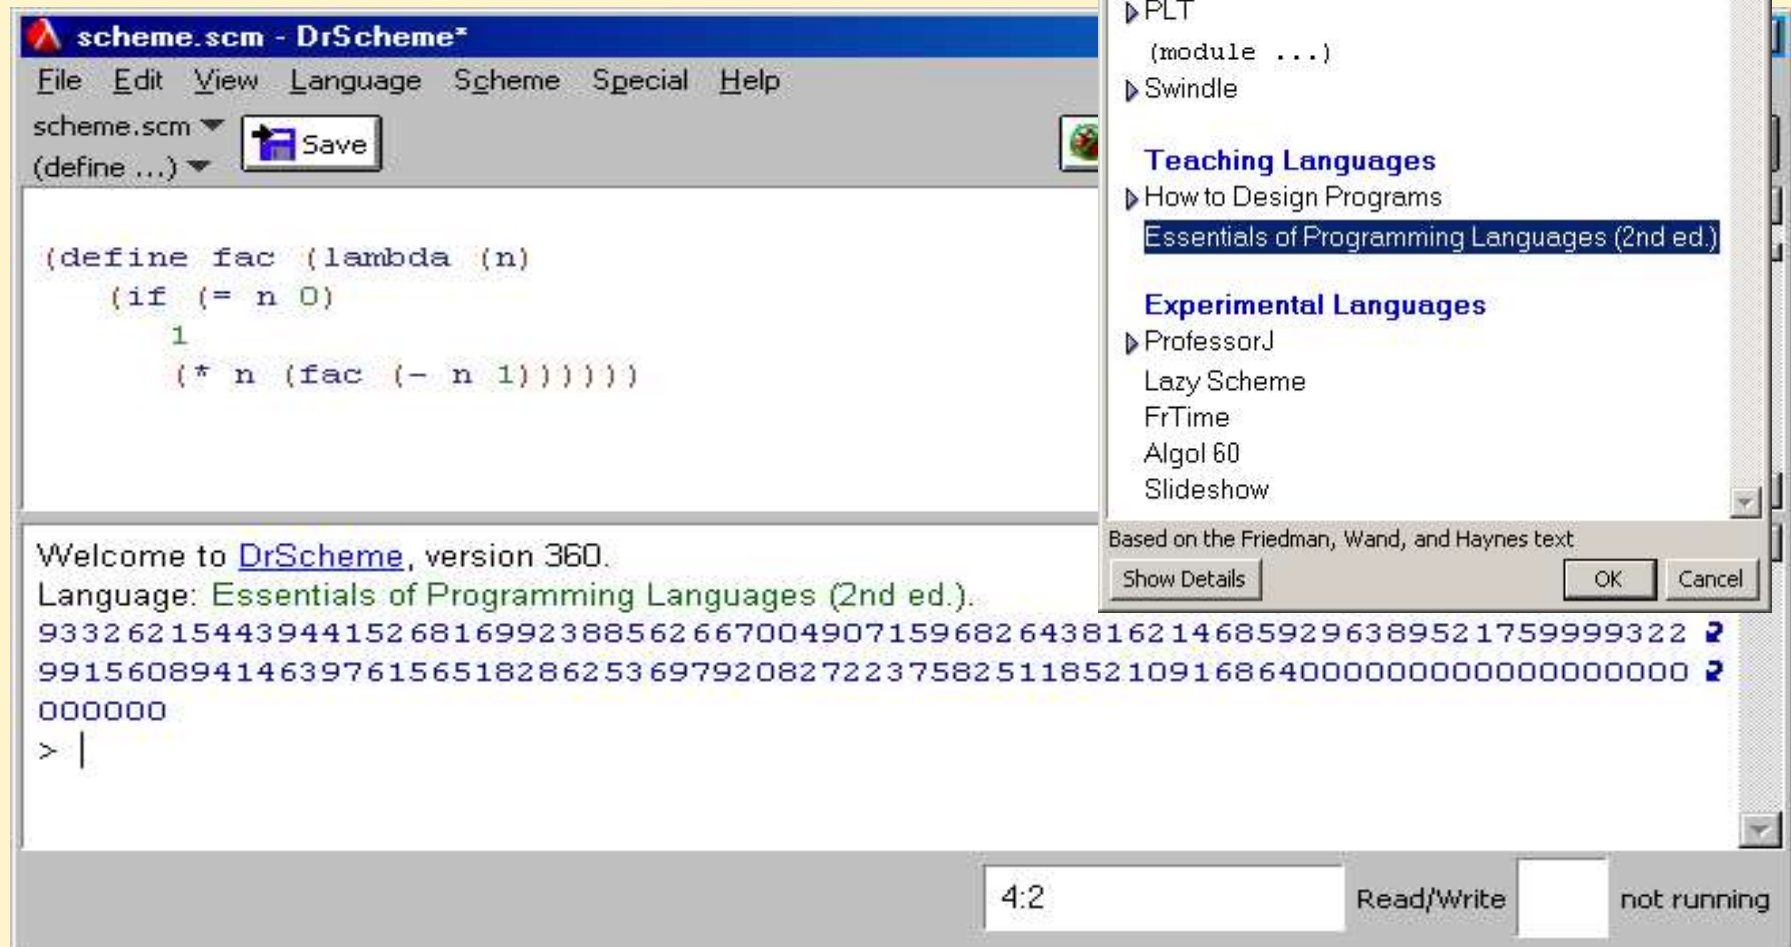 scheme.scm - DrScheme*
File Edit View Language Scheme Special Help
scheme.scm
(define ...)
Save
(define fac (lambda (n)
(if (= n 0)
1
(* n (fac (- n 1))))))
Welcome to DrScheme, version 360.
Language: Essentials of Programming Languages (2nd ed.).
93326215443944152681699238856266700490715968264381621468592963895217599993229
9156089414639761565182862536979208272237582511852109168640000000000000000000
000000
>
4:2
Read/Write
not running
PLT
(module ...)
Swindle
Teaching Languages
How to Design Programs
Essentials of Programming Languages (2nd ed.)
Experimental Languages
ProfessorJ
Lazy Scheme
FrTime
Algol 60
Slideshow
Based on the Friedman, Wand, and Haynes text
Show Details
OK
Cancel